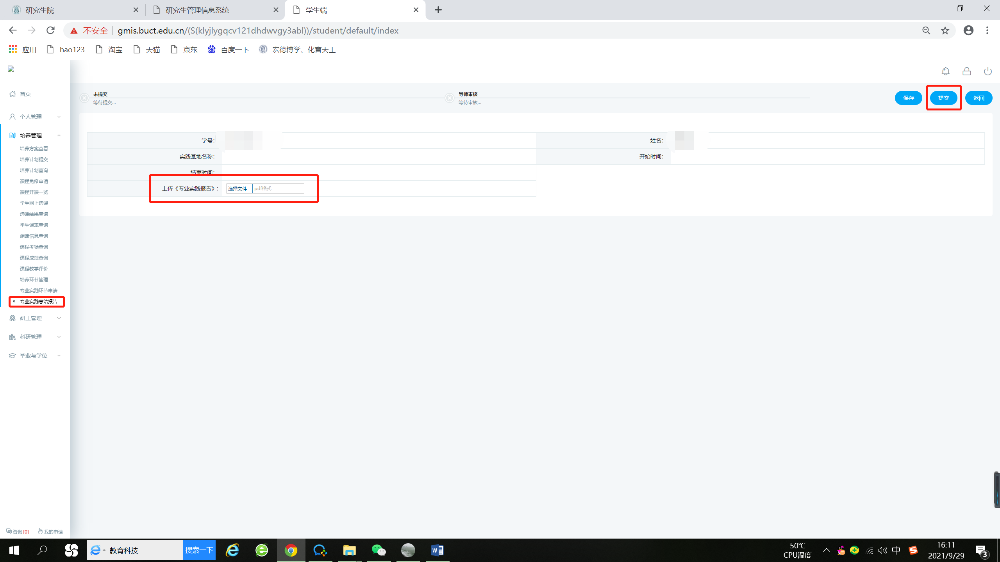 研究生院
研究生管理信息系统
学生端
不安全 gmis.buct.edu.cn/(S(klyjlygqcv121dhdwvgy3abl))/student/default/index
应用 hao123 淘宝 天猫 京东 百度一下 宏德博学、化育天工
首页
个人管理
培养管理
培养方案查看
培养计划提交
培养计划查询
课程免修申请
课程开课一览
学生网上选课
选课结果查询
学生课表查询
调课信息查询
课程考场查询
课程成绩查询
课程教学评价
培养环节管理
专业实践环节申请
专业实践总结报告
研工管理
科研管理
毕业与学位
咨询[0] 我的申请
未提交
等待提交...
导师审核
等待审核...
保存 提交 返回
学号: 姓名:
实践基地名称: 开始时间:
结束时间:
上传《专业实践报告》: 选择文件 pdf格式
教育科技 搜索一下
50℃
CPU温度
中
16:11
2021/9/29
3